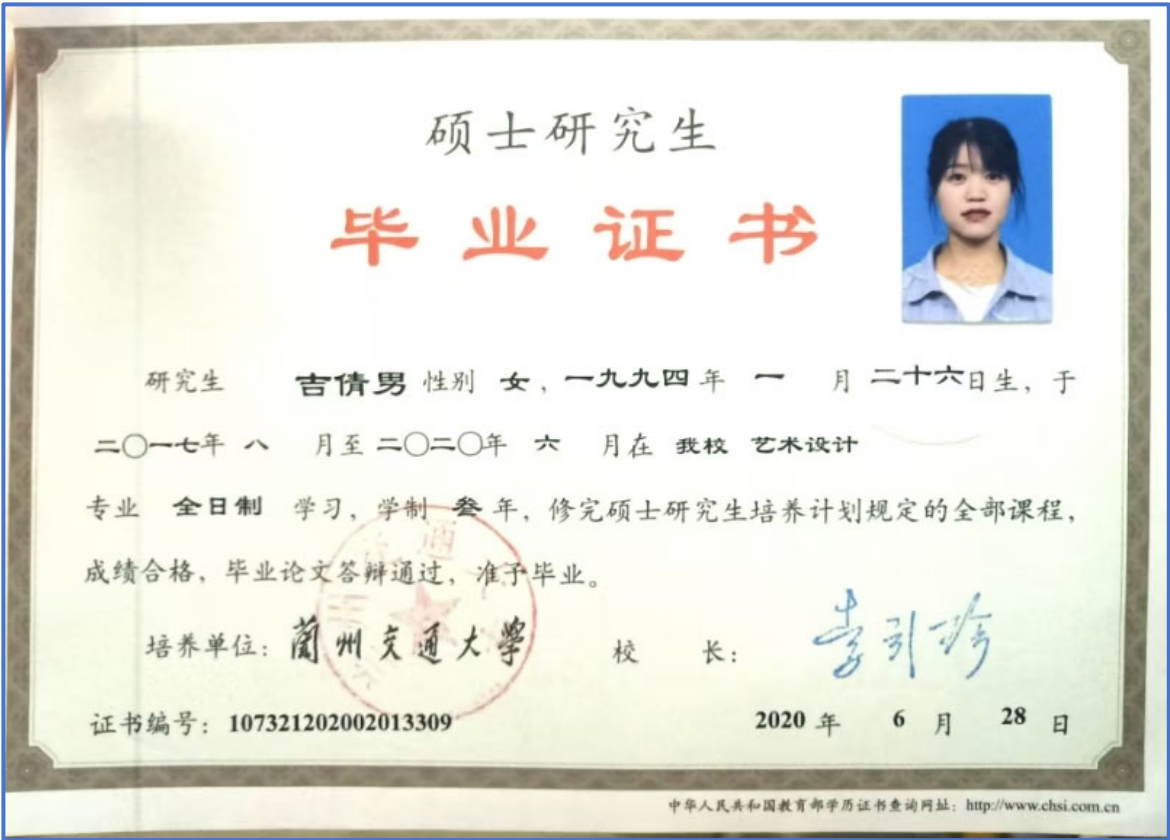 硕士研究生
毕业证书
研究生 吉倩男 性别 女，一九九四 年 一 月 二十六日生，于
二〇一七年 八 月至 二〇二〇年 六 月在 我校 艺术设计
专业 全日制 学习，学制 叁 年，修完硕士研究生培养计划规定的全部课程，
成绩合格，毕业论文答辩通过，准予毕业。
培养单位：蘭州交通大學 校 长：李引珍
证书编号：107321202002013309 2020 年 6 月 28 日
中华人民共和国教育部学历证书查询网址：http://www.chsi.com.cn